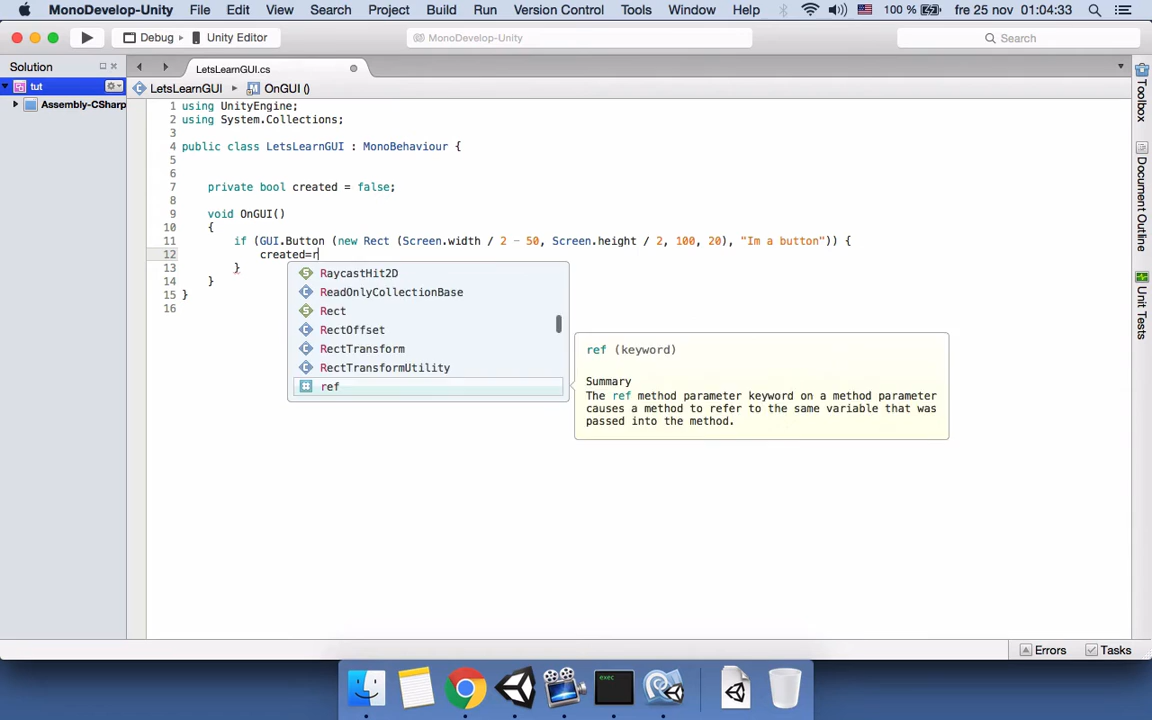 MonoDevelop-Unity File Edit View Search Project Build Run Version Control Tools Window Help 100 % fre 25 nov 01:04:33
Debug Unity Editor MonoDevelop-Unity Search
Solution LetsLearnGUI.cs
tut LetsLearnGUI OnGUI ()
Assembly-CSharp
1 using UnityEngine;
2 using System.Collections;
3
4 public class LetsLearnGUI : MonoBehaviour {
5
6
7 private bool created = false;
8
9 void OnGUI()
10 {
11 if (GUI.Button (new Rect (Screen.width / 2 - 50, Screen.height / 2, 100, 20), "Im a button")) {
12 created=r
13 }
14 }
15 }
16
RaycastHit2D
ReadOnlyCollectionBase
Rect
RectOffset
RectTransform
RectTransformUtility
ref
ref (keyword)
Summary
The ref method parameter keyword on a method parameter
causes a method to refer to the same variable that was
passed into the method.
Toolbox
Document Outline
Unit Tests
Errors Tasks
exec